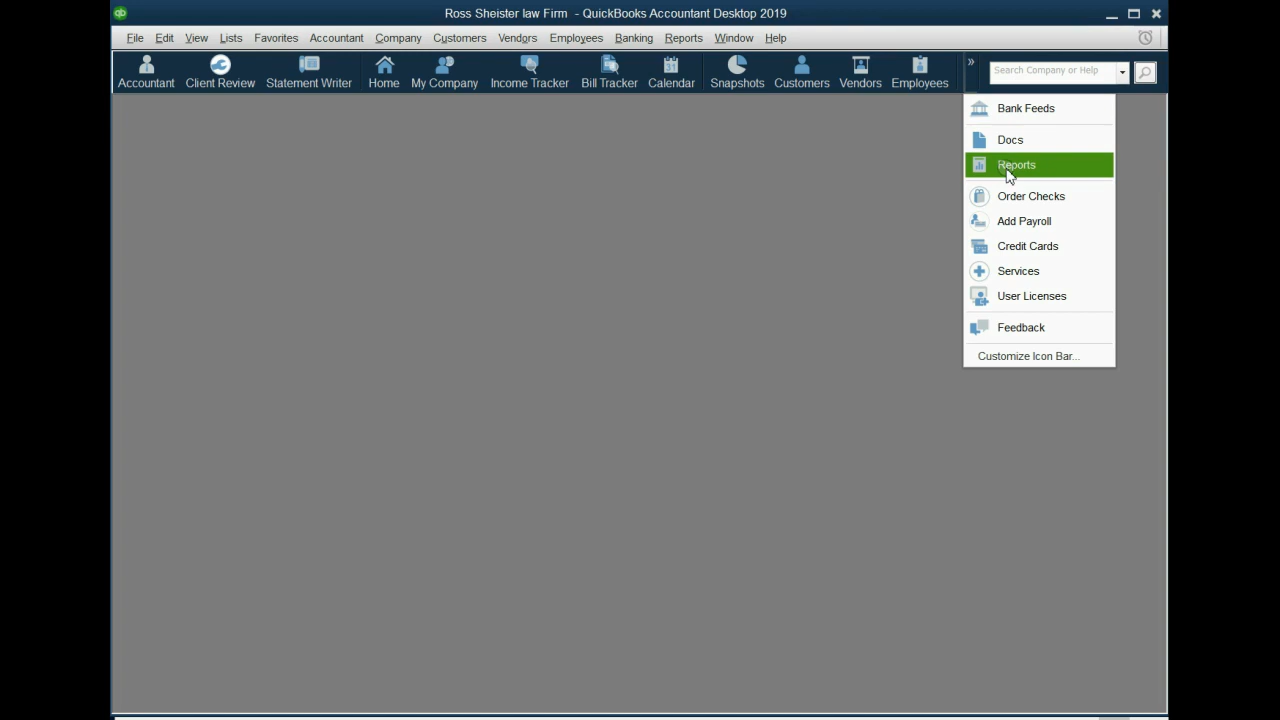 qb
Ross Sheister law Firm - QuickBooks Accountant Desktop 2019
File Edit View Lists Favorites Accountant Company Customers Vendors Employees Banking Reports Window Help
Accountant Client Review Statement Writer Home My Company Income Tracker Bill Tracker 31 Calendar Snapshots Customers Vendors Employees » Search Company or Help
Bank Feeds
Docs
Reports
Order Checks
Add Payroll
Credit Cards
Services
User Licenses
Feedback
Customize Icon Bar...